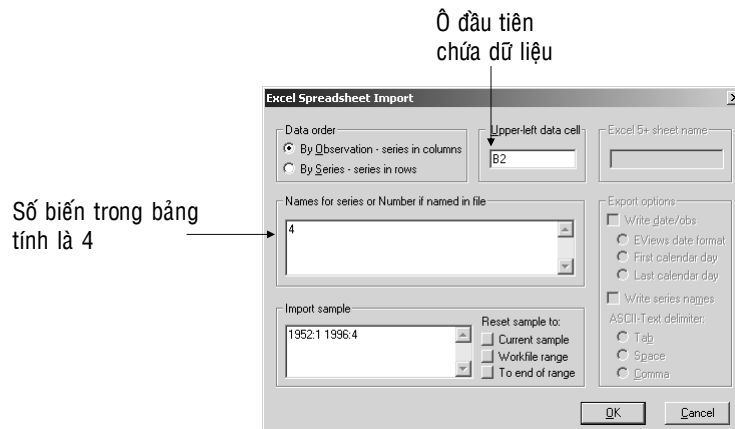 Ô đầu tiên
chứa dữ liệu
Excel Spreadsheet Import
Data order
By Observation - series in columns
By Series - series in rows
Upper-left data cell
B2
Excel 5+ sheet name
Số biến trong bảng
tính là 4
Names for series or Number if named in file
4
Export options
Write date/obs
EViews date format
First calendar day
Last calendar day
Write series names
ASCII-Text delimiter:
Tab
Space
Comma
Import sample
1952:1 1996:4
Reset sample to:
Current sample
Workfile range
To end of range
OK
Cancel